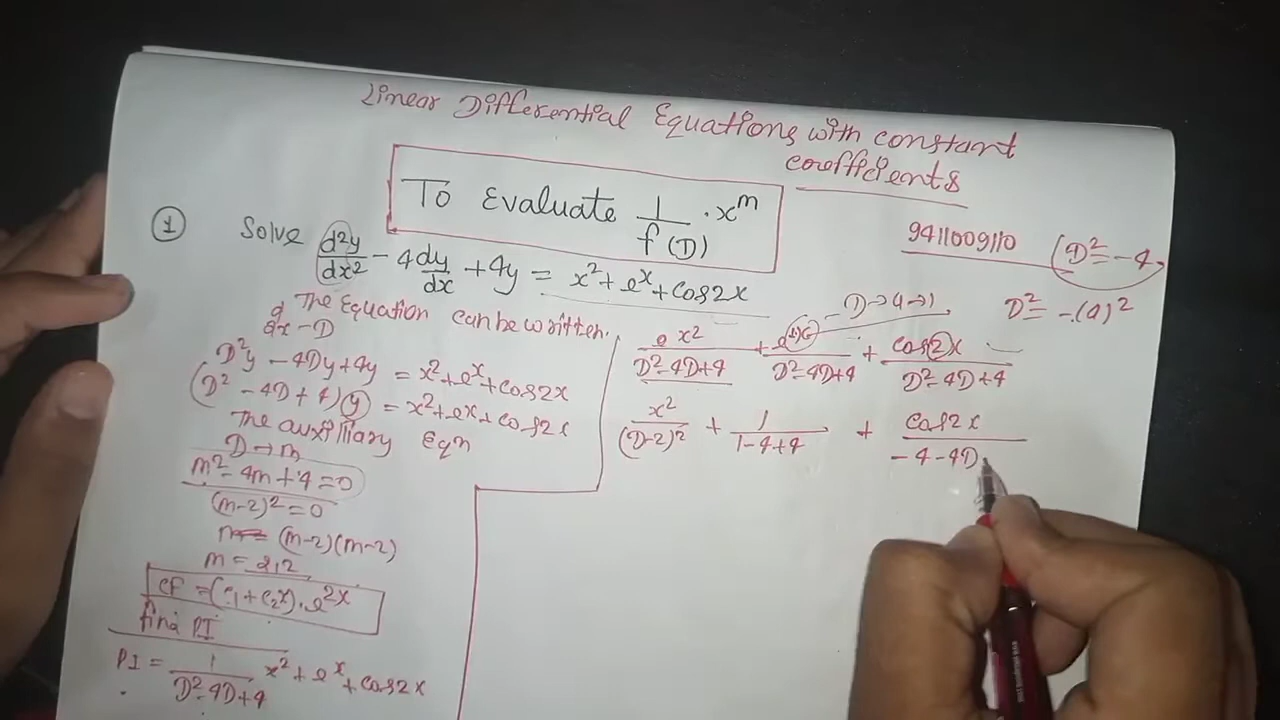 Linear Differential Equations with constant
coefficients
To Evaluate 1/f(D) . x^m
9411009110
(D² = -4)
① Solve d²y/dx² - 4dy/dx + 4y = x² + e^x + cos2x
The Equation can be written.
d/dx - D
D²y - 4Dy + 4y = x² + e^x + cos2x
(D² - 4D + 4)(y) = x² + e^x + cos2x
The auxiliary Eqn
D → m
m² - 4m + 4 = 0
(m-2)² = 0
(m-2)(m-2)
m = 2,2
CF = (C1 + C2x).e^2x
find PI
PI = 1/(D² - 4D + 4) x² + e^x + cos2x
D → a → 1
D² = -(a)²
x²/(D² - 4D + 4) + /(D² - 4D + 4) + cos2x/(D² - 4D + 4)
x²/(D-2)² + 1/(1-4+4) + cos2x/(-4-4D